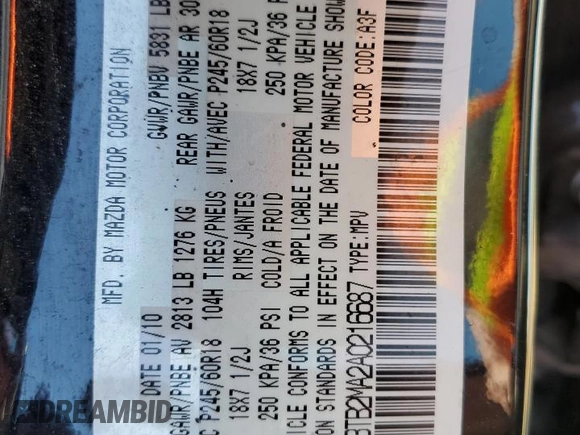 MFD. BY MAZDA MOTOR CORPORATION
DATE 01/10 GVWR/PNBV 5831 LB
GAWR/PNBE AV 2813 LB 1276 KG REAR GAWR/PNBE AR 30
P245/60R18 104H TIRES/PNEUS WITH/AVEC P245/60R18
18X7 1/2J RIMS/JANTES 18X7 1/2J
250 KPA/36 PSI COLD/A FROID 250 KPA/36 P
ICLE CONFORMS TO ALL APPLICABLE FEDERAL MOTOR VEHICLE
ON STANDARDS IN EFFECT ON THE DATE OF MANUFACTURE SHOW
3TB2MA2A0216687 TYPE:MPV COLOR CODE:A3F
DREAMBID
dreambid.com